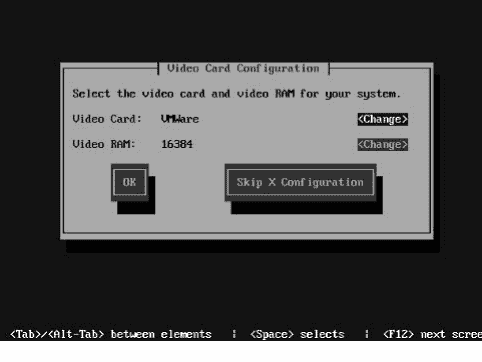 Video Card Configuration
Select the video card and video RAM for your system.
Video Card: VMWare <Change>
Video RAM: 16384 <Change>
OK Skip X Configuration
<Tab>/<Alt-Tab> between elements | <Space> selects | <F12> next scree